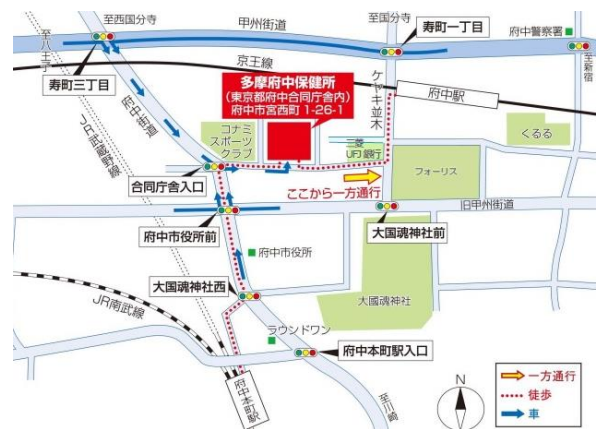 至西国分寺
甲州街道
至国分寺
府中警察署
至八王子
京王線
至新宿
寿町三丁目
寿町一丁目
多摩府中保健所
（東京都府中合同庁舎内）
府中市宮西町 1-26-1
府中駅
府中街道
ケヤキ並木
コナミ
スポーツ
クラブ
三菱
UFJ銀行
くるる
JR武蔵野線
合同庁舎入口
フォーリス
ここから一方通行
旧甲州街道
府中市役所前
大国魂神社前
府中市役所
大国魂神社西
大國魂神社
JR南武線
ラウンドワン
府中本町駅入口
府中本町駅
至川崎
N
一方通行
徒歩
車